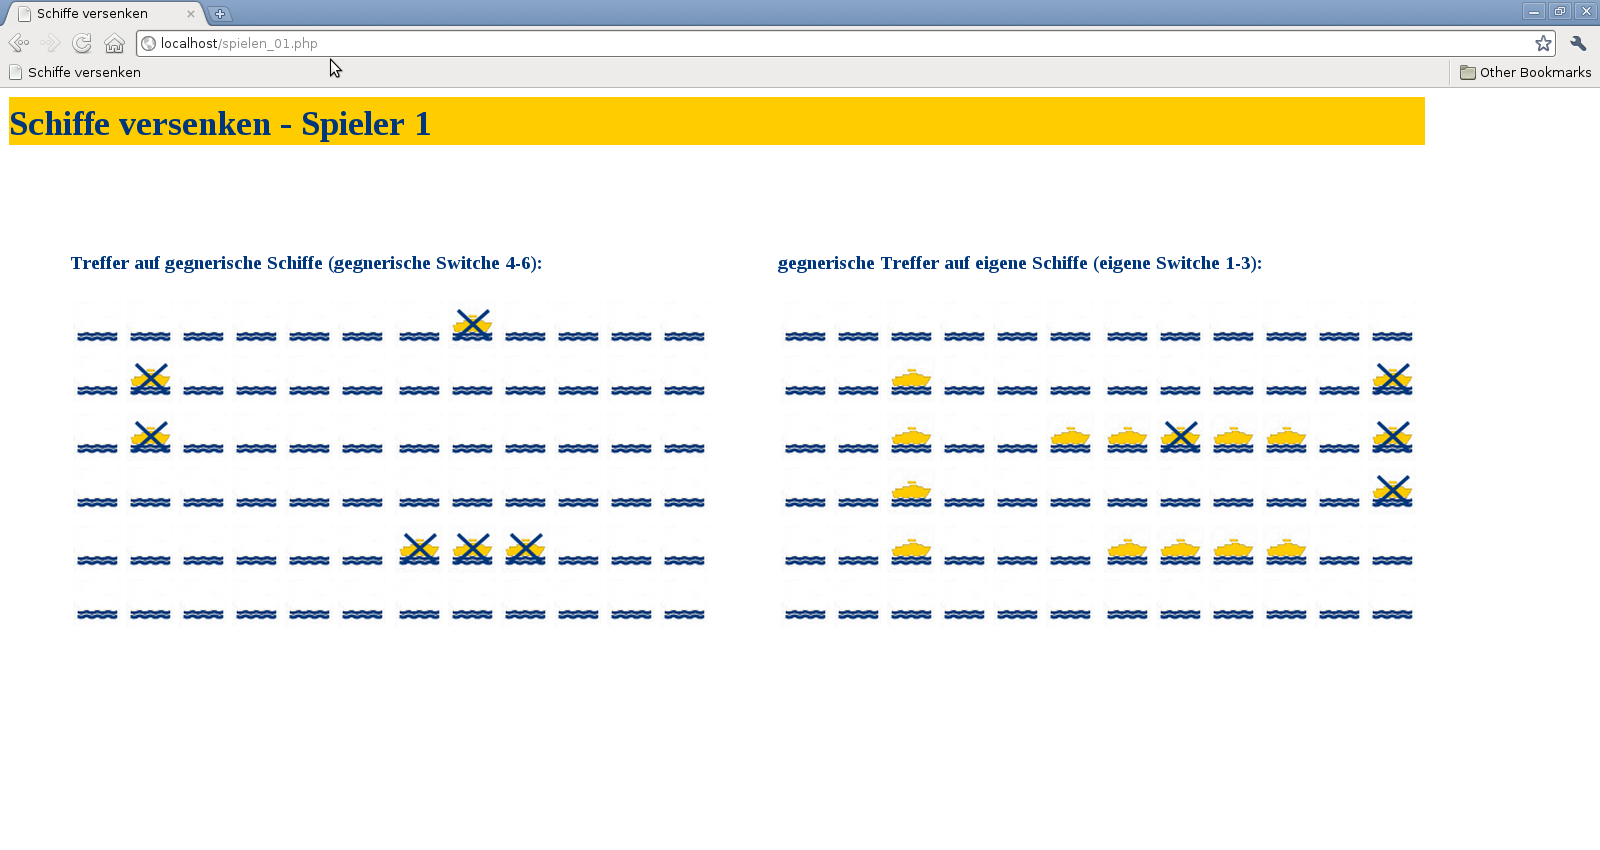 Schiffe versenken
localhost/spielen_01.php
Schiffe versenken
Other Bookmarks
Schiffe versenken - Spieler 1
Treffer auf gegnerische Schiffe (gegnerische Switche 4-6):
gegnerische Treffer auf eigene Schiffe (eigene Switche 1-3):